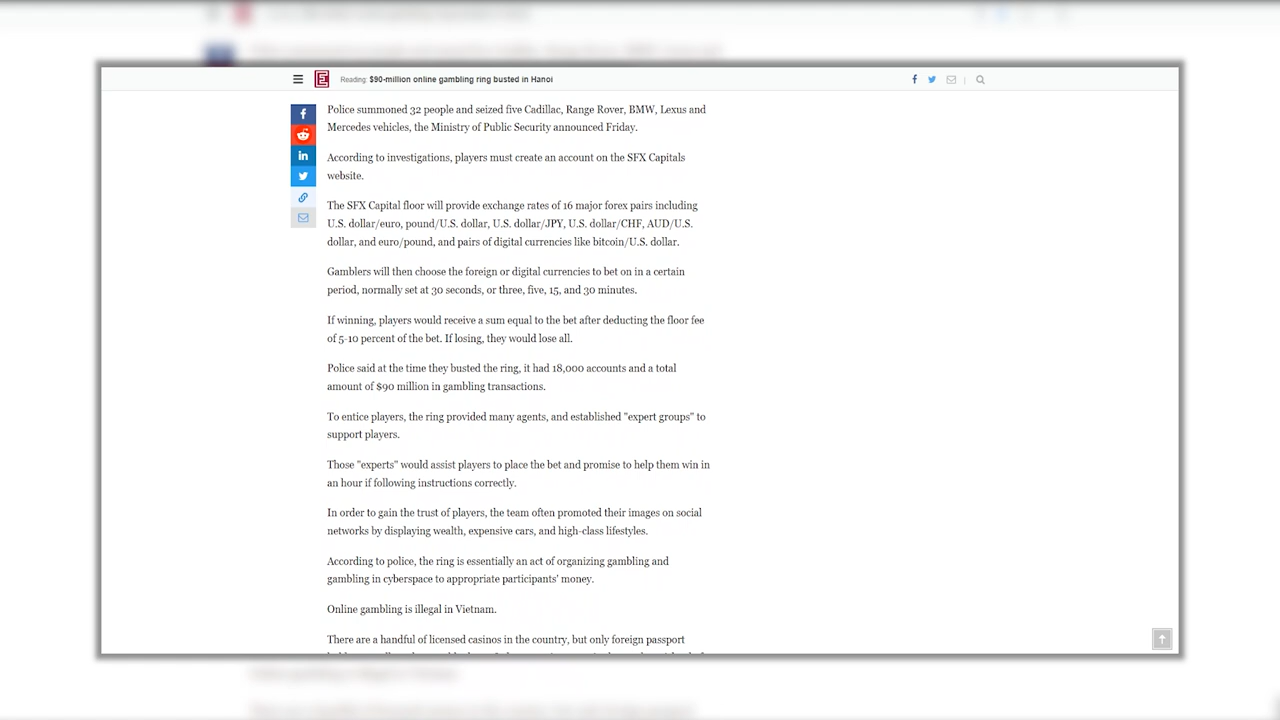 Reading: $90-million online gambling ring busted in Hanoi
Police summoned 32 people and seized five Cadillac, Range Rover, BMW, Lexus and
Mercedes vehicles, the Ministry of Public Security announced Friday.
According to investigations, players must create an account on the SFX Capitals
website.
The SFX Capital floor will provide exchange rates of 16 major forex pairs including
U.S. dollar/euro, pound/U.S. dollar, U.S. dollar/JPY, U.S. dollar/CHF, AUD/U.S.
dollar, and euro/pound, and pairs of digital currencies like bitcoin/U.S. dollar.
Gamblers will then choose the foreign or digital currencies to bet on in a certain
period, normally set at 30 seconds, or three, five, 15, and 30 minutes.
If winning, players would receive a sum equal to the bet after deducting the floor fee
of 5-10 percent of the bet. If losing, they would lose all.
Police said at the time they busted the ring, it had 18,000 accounts and a total
amount of $90 million in gambling transactions.
To entice players, the ring provided many agents, and established "expert groups" to
support players.
Those "experts" would assist players to place the bet and promise to help them win in
an hour if following instructions correctly.
In order to gain the trust of players, the team often promoted their images on social
networks by displaying wealth, expensive cars, and high-class lifestyles.
According to police, the ring is essentially an act of organizing gambling and
gambling in cyberspace to appropriate participants' money.
Online gambling is illegal in Vietnam.
There are a handful of licensed casinos in the country, but only foreign passport